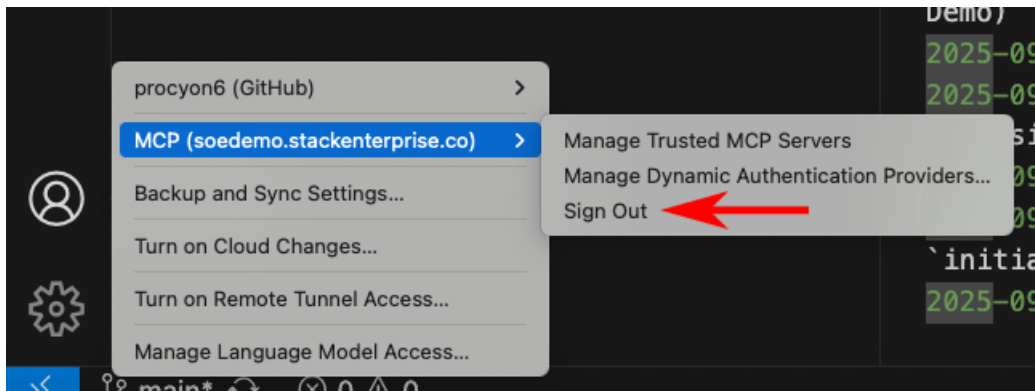 Demo)
2025-09
2025-09
procyon6 (GitHub)
MCP (soedemo.stackenterprise.co)
Manage Trusted MCP Servers
Manage Dynamic Authentication Providers...
Sign Out
Backup and Sync Settings...
Turn on Cloud Changes...
Turn on Remote Tunnel Access...
Manage Language Model Access...
`initia
2025-09
main*
0
0